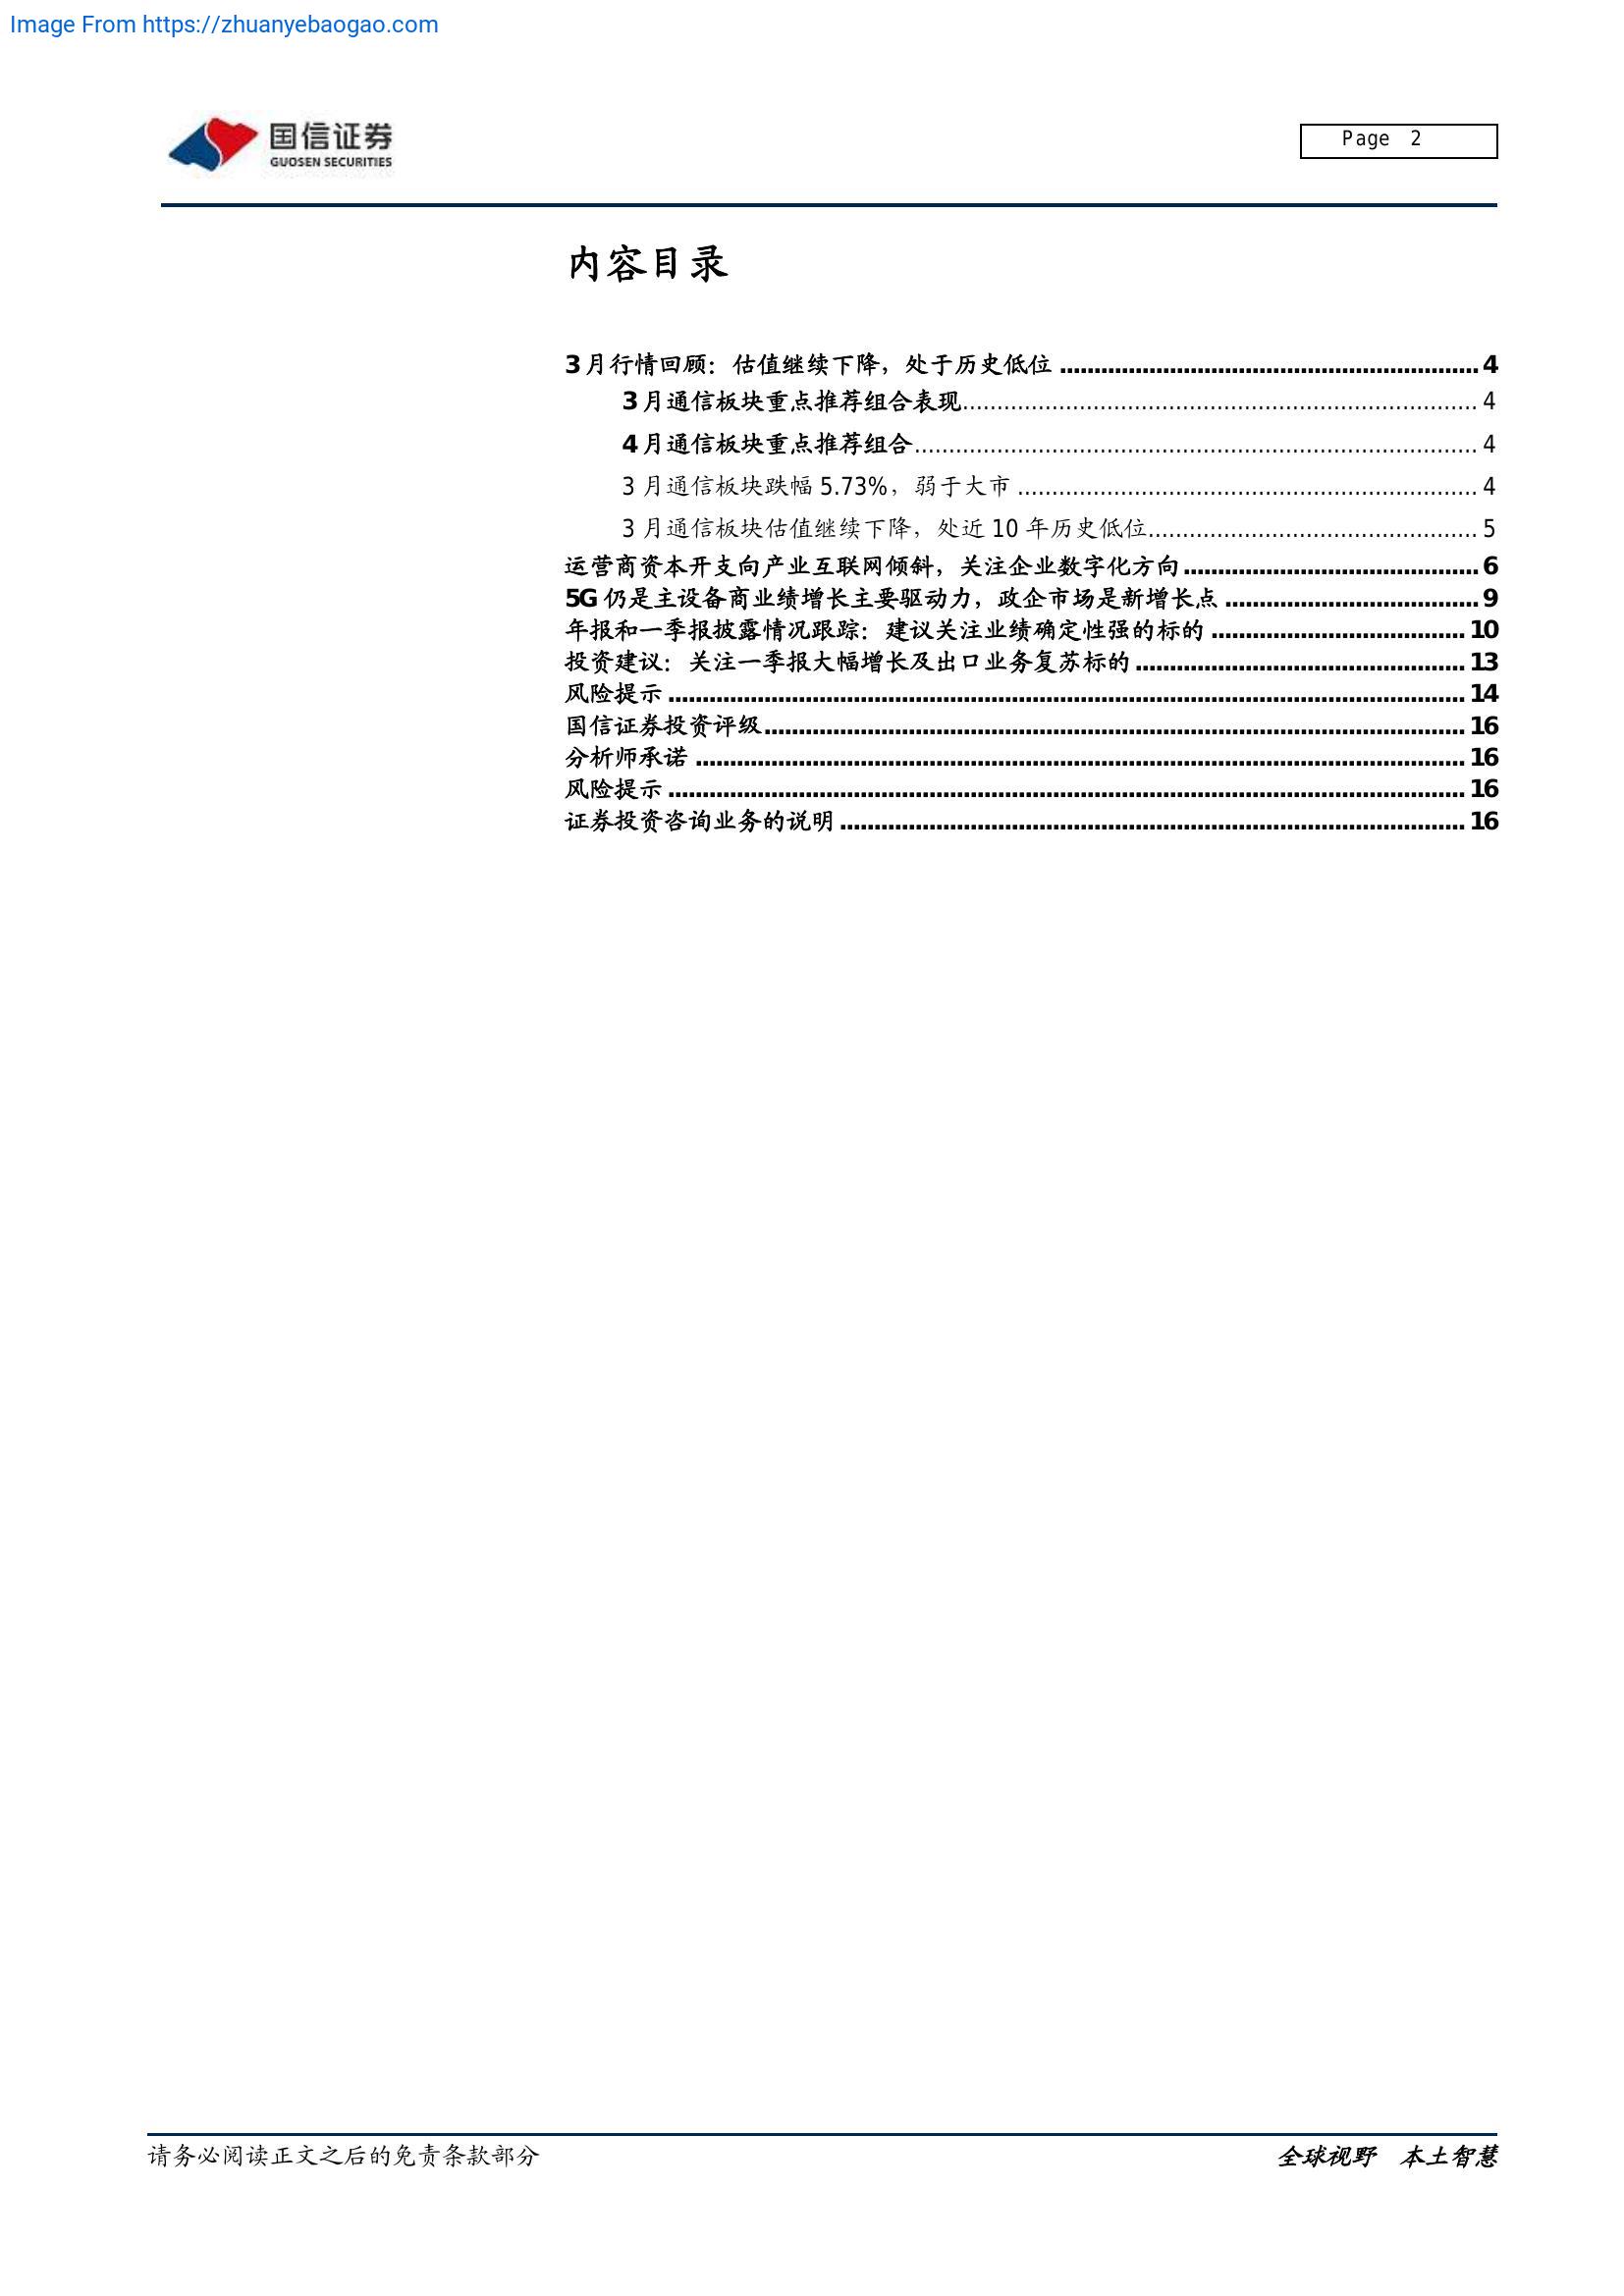 Image From https://zhuanyebaogao.com
国信证券
GUOSEN SECURITIES
Page 2
内容目录
3月行情回顾：估值继续下降，处于历史低位 ............................................................. 4
3月通信板块重点推荐组合表现........................................................................... 4
4月通信板块重点推荐组合.................................................................................. 4
3 月通信板块跌幅 5.73%，弱于大市 ................................................................... 4
3 月通信板块估值继续下降，处近 10 年历史低位................................................ 5
运营商资本开支向产业互联网倾斜，关注企业数字化方向........................................... 6
5G 仍是主设备商业绩增长主要驱动力，政企市场是新增长点 ..................................... 9
年报和一季报披露情况跟踪：建议关注业绩确定性强的标的 ..................................... 10
投资建议：关注一季报大幅增长及出口业务复苏标的 ................................................ 13
风险提示 .................................................................................................................... 14
国信证券投资评级...................................................................................................... 16
分析师承诺 ................................................................................................................ 16
风险提示 .................................................................................................................... 16
证券投资咨询业务的说明 ........................................................................................... 16
请务必阅读正文之后的免责条款部分
全球视野 本土智慧